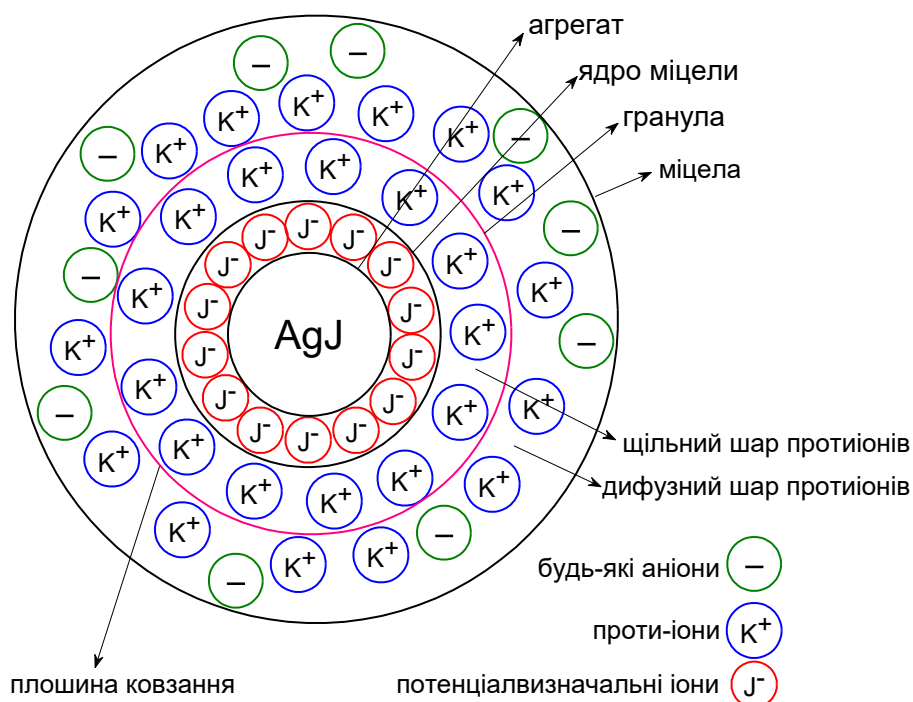 агрегат
ядро міцели
гранула
міцела
– –
K⁺ K⁺ K⁺ K⁺
– K⁺ K⁺ –
K⁺ K⁺ K⁺ K⁺
K⁺ K⁺ J⁻ J⁻ J⁻ J⁻ –
– K⁺ J⁻ J⁻ K⁺ K⁺
J⁻ J⁻
K⁺ J⁻ AgJ J⁻ K⁺ –
K⁺ J⁻ J⁻ K⁺ K⁺
– K⁺ J⁻ J⁻ J⁻ J⁻
K⁺ K⁺ K⁺ K⁺ K⁺
K⁺ K⁺ –
K⁺ K⁺
–
щільний шар протиіонів
дифузний шар протиіонів
будь-які аніони –
проти-іони K⁺
плошина ковзання
потенціалвизначальні іони J⁻